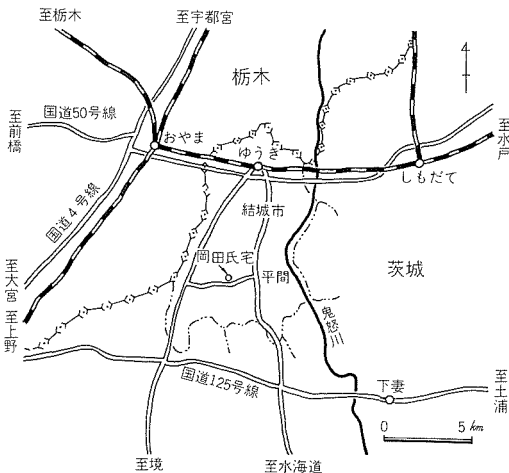 至栃木
至宇都宮
栃木
4
至前橋
国道50号線
おやま
ゆうき
しもだて
至水戸
国道4号線
結城市
岡田氏宅
平間
茨城
鬼怒川
至大宮
至上野
国道125号線
下妻
至土浦
至境
至水海道
0 5 km